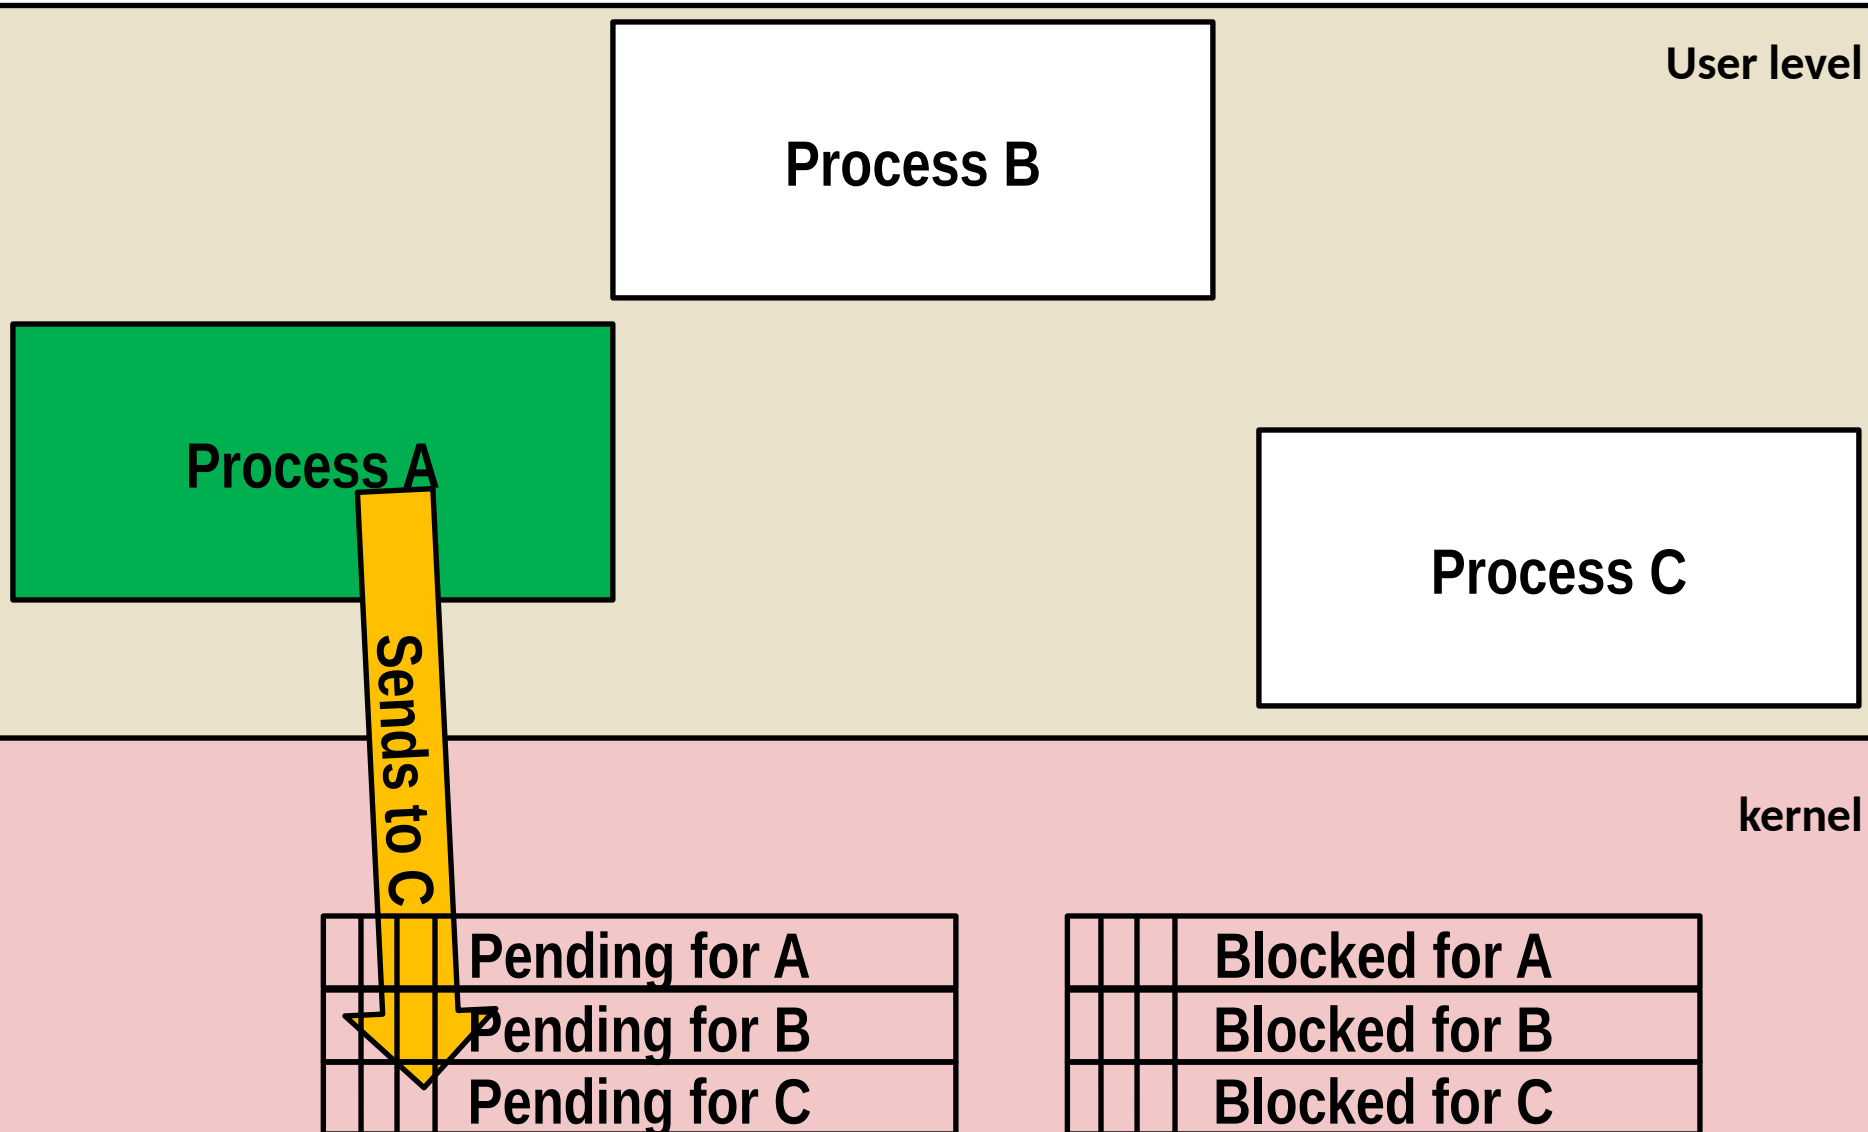 User level
Process B
Process A
Process C
Sends to C
kernel
Pending for A
Blocked for A
Pending for B
Blocked for B
Pending for C
Blocked for C